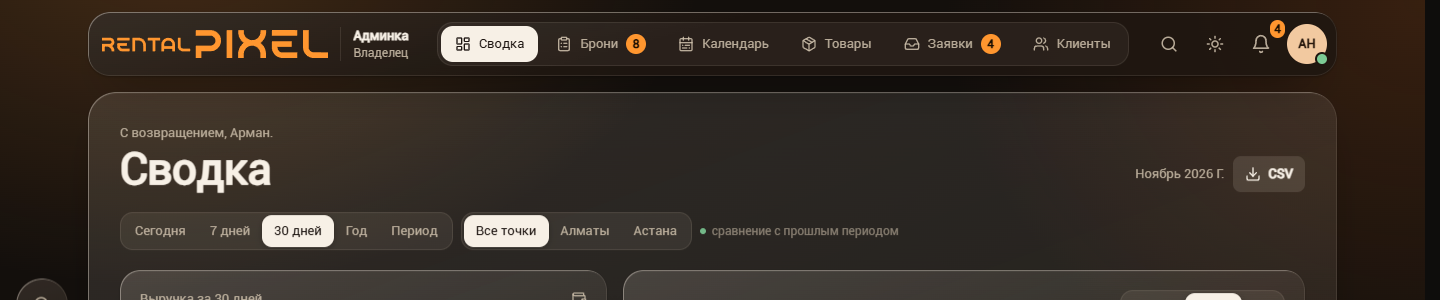 RENTAL PIXEL
Админка
Владелец
Сводка
Брони 8
Календарь
Товары
Заявки 4
Клиенты
4
АН
С возвращением, Арман.
Сводка
Ноябрь 2026 г.
CSV
Сегодня 7 дней 30 дней Год Период
Все точки Алматы Астана
сравнение с прошлым периодом
Выручка за 30 дней